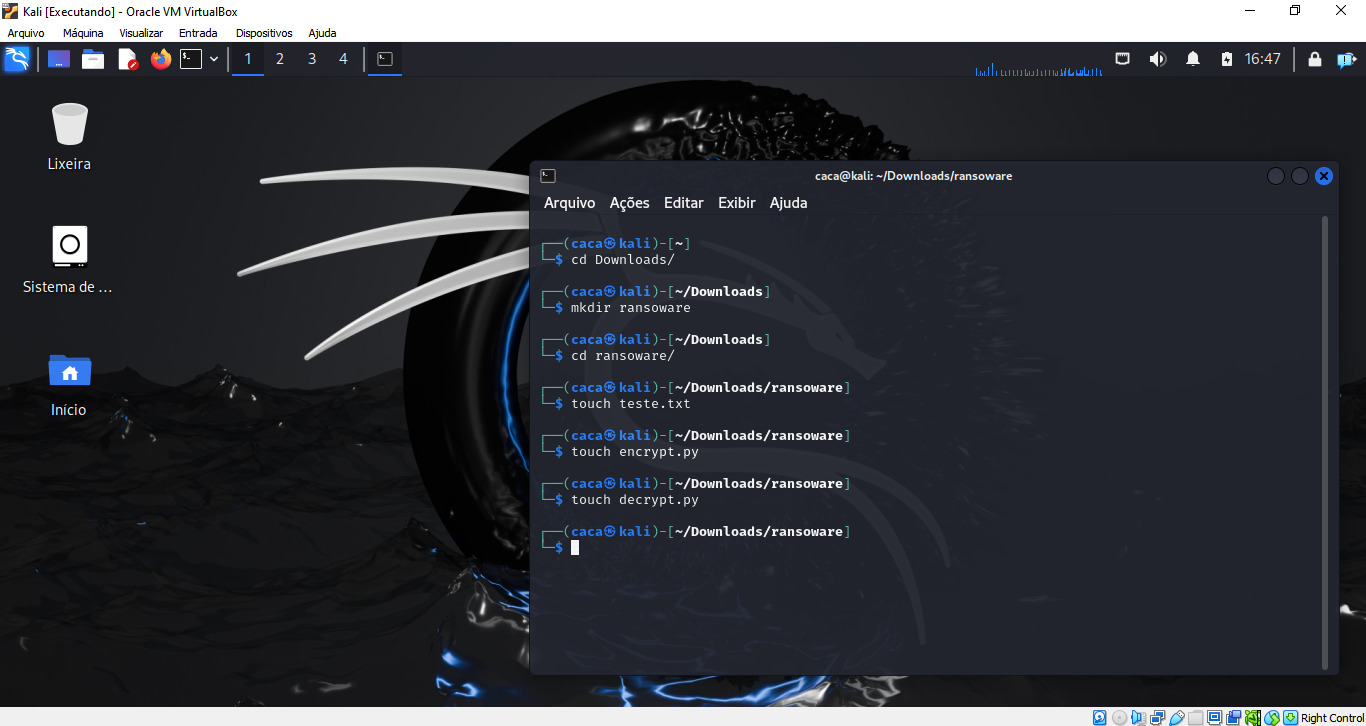 Kali [Executando] - Oracle VM VirtualBox
Arquivo Máquina Visualizar Entrada Dispositivos Ajuda
1 2 3 4 16:47
Lixeira
Sistema de ...
Início
caca@kali: ~/Downloads/ransoware
Arquivo Ações Editar Exibir Ajuda
┌──(caca㉿kali)-[~]
└─$ cd Downloads/
┌──(caca㉿kali)-[~/Downloads]
└─$ mkdir ransoware
┌──(caca㉿kali)-[~/Downloads]
└─$ cd ransoware/
┌──(caca㉿kali)-[~/Downloads/ransoware]
└─$ touch teste.txt
┌──(caca㉿kali)-[~/Downloads/ransoware]
└─$ touch encrypt.py
┌──(caca㉿kali)-[~/Downloads/ransoware]
└─$ touch decrypt.py
┌──(caca㉿kali)-[~/Downloads/ransoware]
└─$
Right Control